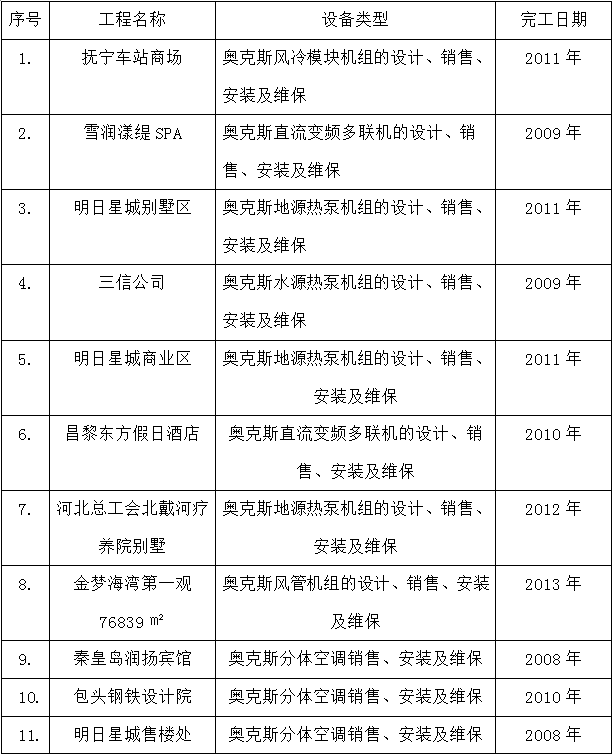 序号 工程名称 设备类型 完工日期
1. 抚宁车站商场 奥克斯风冷模块机组的设计、销售、 2011 年
安装及维保
2. 雪润漾缇 SPA 奥克斯直流变频多联机的设计、销 2009 年
售、安装及维保
3. 明日星城别墅区 奥克斯地源热泵机组的设计、销售、 2011 年
安装及维保
4. 三信公司 奥克斯水源热泵机组的设计、销售、 2009 年
安装及维保
5. 明日星城商业区 奥克斯地源热泵机组的设计、销售、 2011 年
安装及维保
6. 昌黎东方假日酒店 奥克斯直流变频多联机的设计、销 2010 年
售、安装及维保
7. 河北总工会北戴河疗 奥克斯地源热泵机组的设计、销售、 2012 年
养院别墅 安装及维保
8. 金梦海湾第一观 奥克斯风管机组的设计、销售、安装 2013 年
76839 ㎡ 及维保
9. 秦皇岛润扬宾馆 奥克斯分体空调销售、安装及维保 2008 年
10. 包头钢铁设计院 奥克斯分体空调销售、安装及维保 2010 年
11. 明日星城售楼处 奥克斯分体空调销售、安装及维保 2008 年